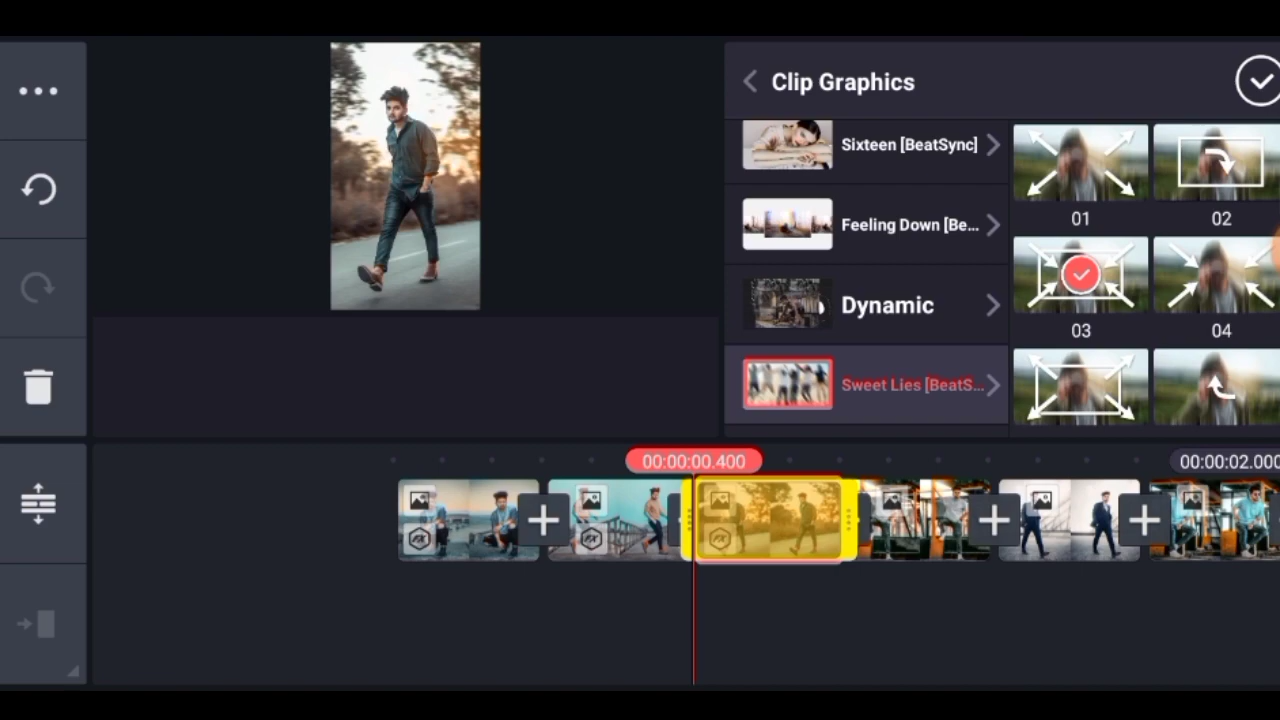 Clip Graphics
Sixteen [BeatSync]
Feeling Down [Be...
Dynamic
Sweet Lies [BeatS...
01
02
03
04
00:00:00.400
00:00:02.000